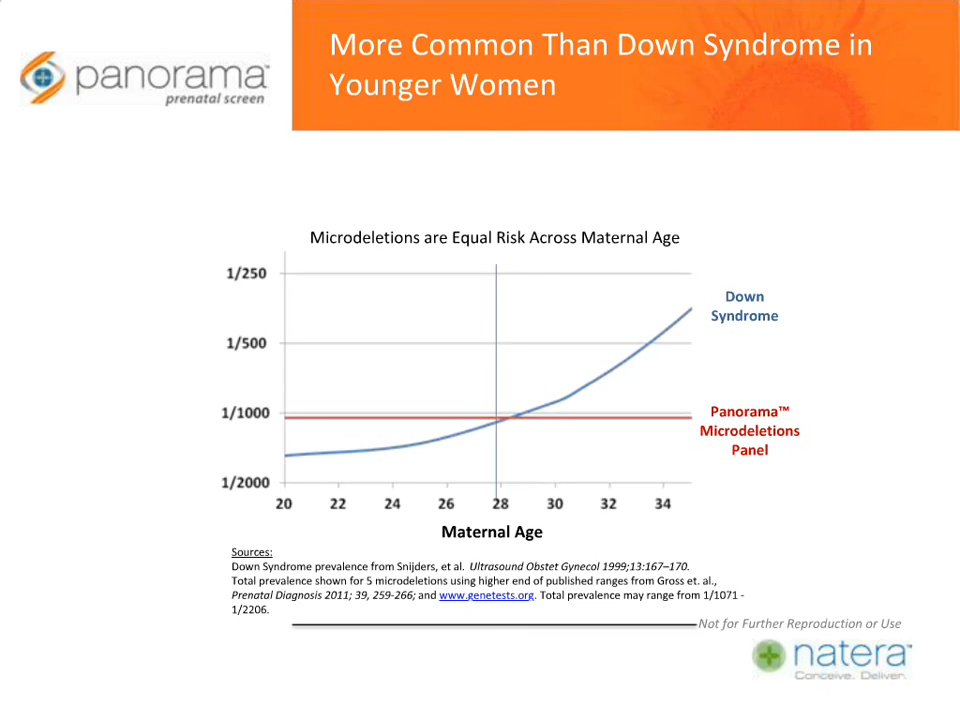 More Common Than Down Syndrome in
Younger Women
panorama™
prenatal screen
Microdeletions are Equal Risk Across Maternal Age
1/250
1/500
1/1000
1/2000
20 22 24 26 28 30 32 34
Maternal Age
Down
Syndrome
Panorama™
Microdeletions
Panel
Sources:
Down Syndrome prevalence from Snijders, et al. Ultrasound Obstet Gynecol 1999;13:167–170.
Total prevalence shown for 5 microdeletions using higher end of published ranges from Gross et. al.,
Prenatal Diagnosis 2011; 39, 259-266; and www.genetests.org. Total prevalence may range from 1/1071 -
1/2206.
Not for Further Reproduction or Use
natera™
Conceive. Deliver.